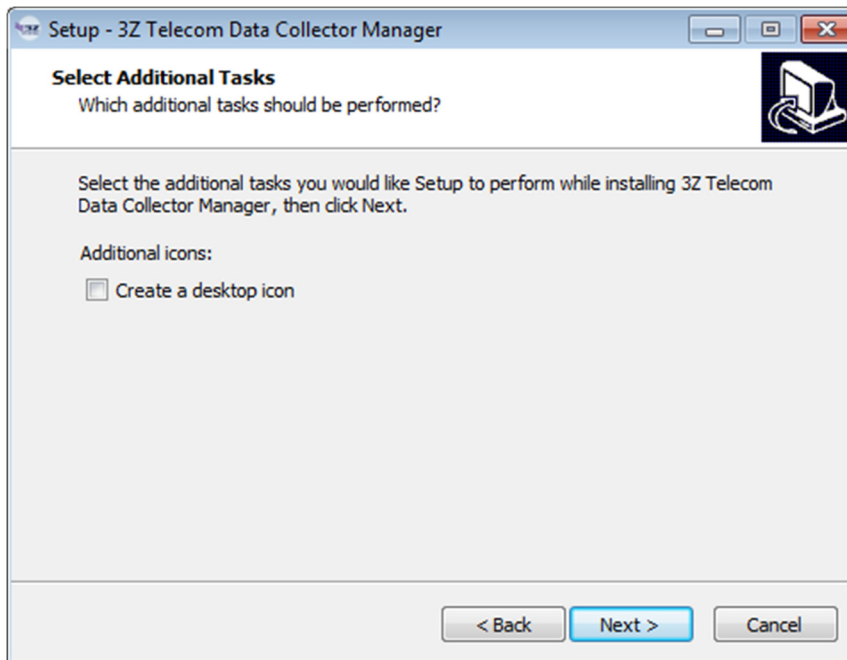 Setup - 3Z Telecom Data Collector Manager
Select Additional Tasks
Which additional tasks should be performed?
Select the additional tasks you would like Setup to perform while installing 3Z Telecom
Data Collector Manager, then click Next.
Additional icons:
Create a desktop icon
< Back Next > Cancel